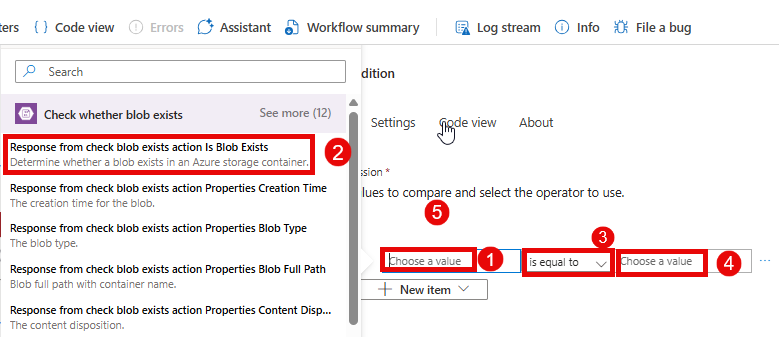 ters {} Code view Errors Assistant Workflow summary Log stream Info File a bug
Search
Check whether blob exists See more (12)
Response from check blob exists action Is Blob Exists
Determine whether a blob exists in an Azure storage container.
2
Response from check blob exists action Properties Creation Time
The creation time for the blob.
Response from check blob exists action Properties Blob Type
The blob type.
Response from check blob exists action Properties Blob Full Path
Blob full path with container name.
Response from check blob exists action Properties Content Disp...
The content disposition.
dition
Settings Code view About
ssion *
alues to compare and select the operator to use.
5
3
Choose a value 1 is equal to Choose a value 4 ...
+ New item